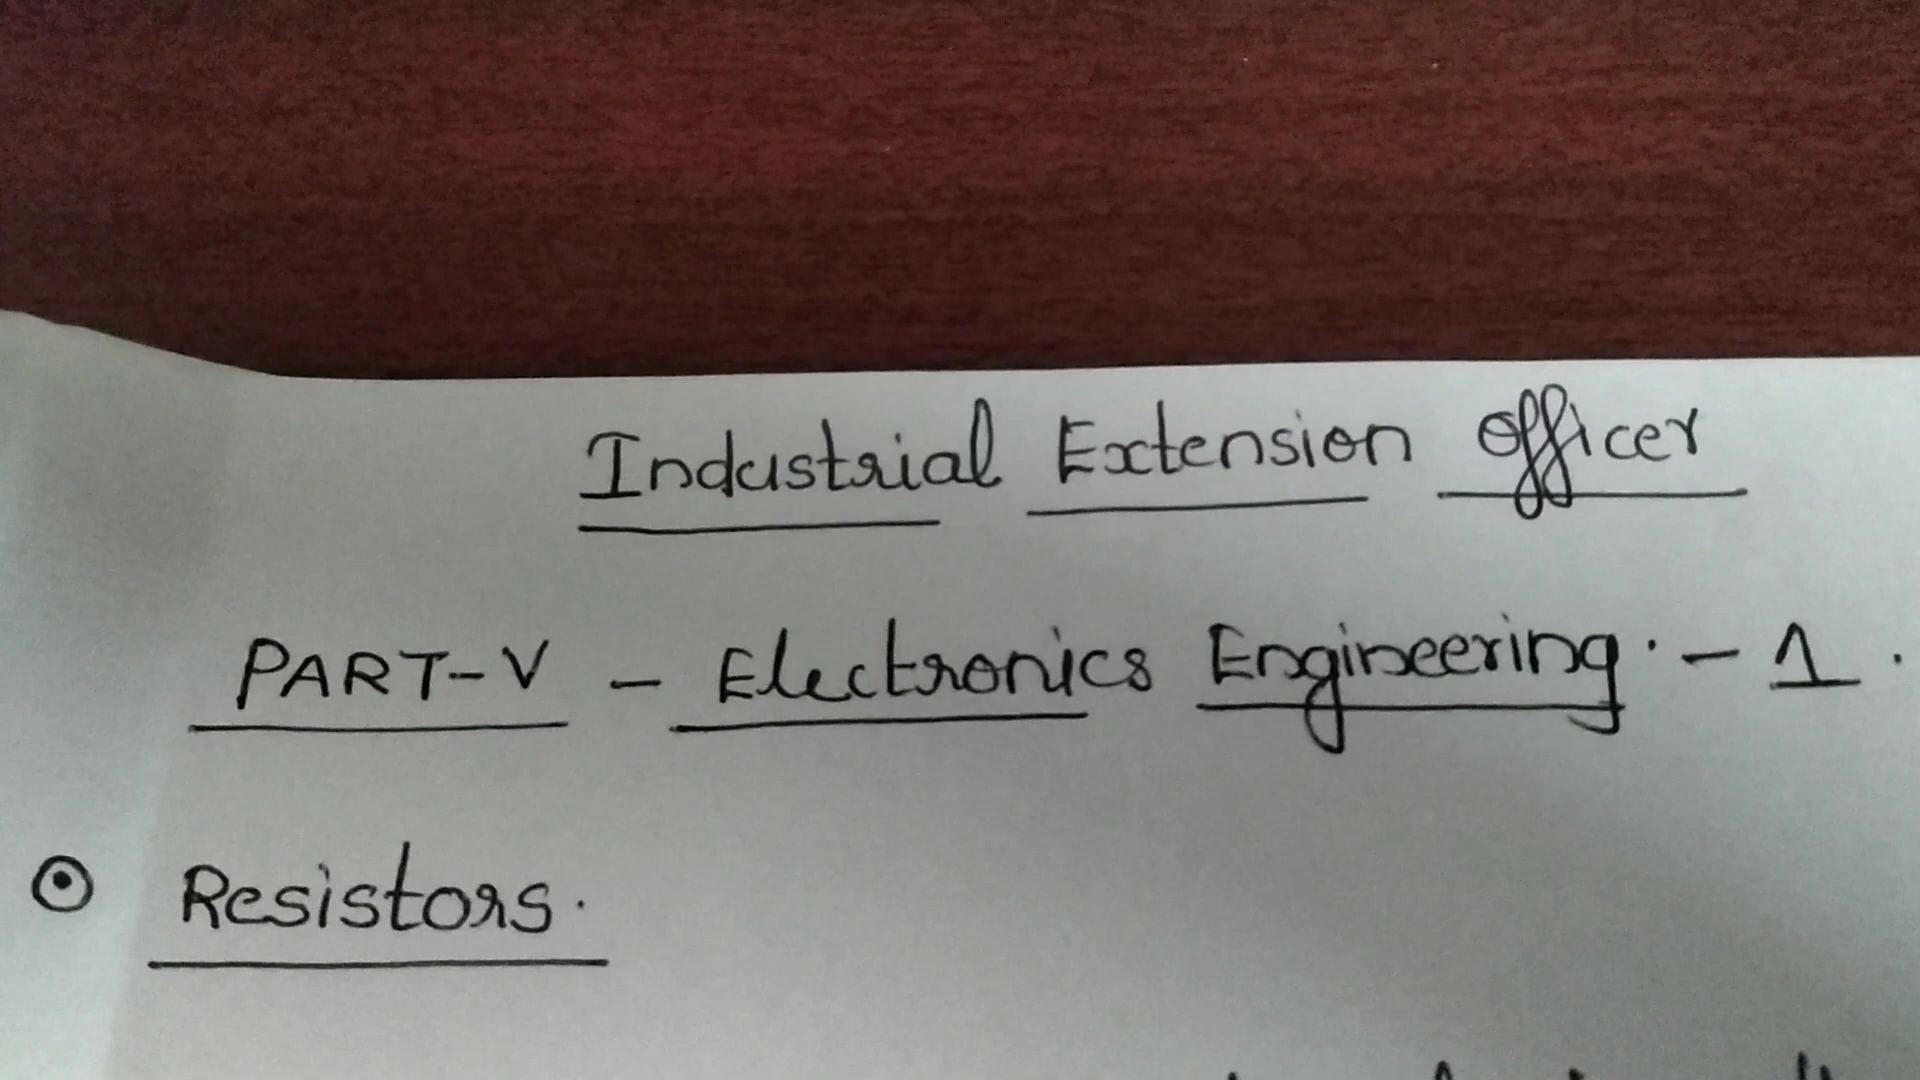 Industrial Extension Officer
PART-V - Electronics Engineering. - 1.
Resistors.